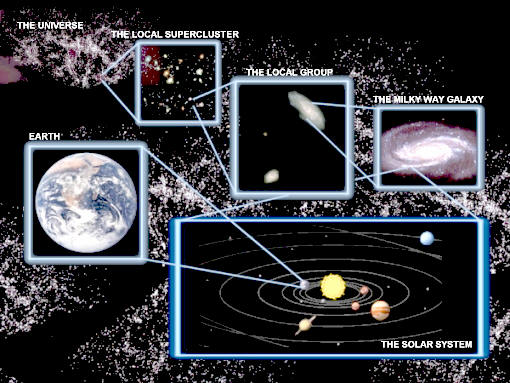 THE UNIVERSE
THE LOCAL SUPERCLUSTER
THE LOCAL GROUP
THE MILKY WAY GALAXY
EARTH
THE SOLAR SYSTEM